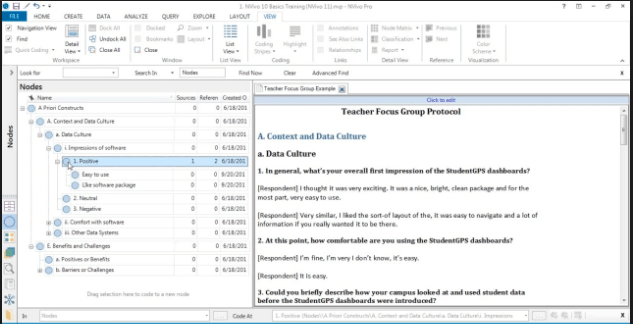 1. NVivo 10 Basics Training (NVivo 11).nvp - NVivo Pro
FILE HOME CREATE DATA ANALYZE QUERY EXPLORE LAYOUT VIEW
Navigation View
Find
Quick Coding
Detail View
Workspace
Dock All
Undock All
Close All
Docked
Bookmarks
Close
Zoom
Layout
Window
List View
List View
Coding Stripes
Highlight
Coding
Annotations
See Also Links
Relationships
Links
Node Matrix
Classification
Report
Detail View
Previous
Next
Reference
Color Scheme
Visualization
Look for Search In Nodes Find Now Clear Advanced Find
Nodes
Nodes
Name Sources Referen Created O
A Priori Constructs 0 0 6/18/201
A. Context and Data Culture 0 0 6/18/201
a. Data Culture 0 0 6/18/201
i. Impressions of software 0 0 6/18/201
1. Positive 1 2 6/18/201
Easy to use 0 0 9/20/201
Like software package 0 0 9/20/201
2. Neutral 0 0 6/18/201
3. Negative 0 0 6/18/201
ii. Comfort with software 0 0 6/18/201
iii. Other Data Systems 0 0 6/18/201
E. Benefits and Challenges 0 0 6/18/201
a. Positives or Benefits 0 0 6/18/201
b. Barriers or Challenges 0 0 6/18/201
Drag selection here to code to a new node
Teacher Focus Group Example
Click to edit
Teacher Focus Group Protocol
A. Context and Data Culture
a. Data Culture
1. In general, what's your overall first impression of the StudentGPS dashboards?
[Respondent] I thought it was very exciting. It was a nice, bright, clean package and for the
most part, very easy to use.
[Respondent] Very similar, I liked the sort-of layout of the, it was easy to navigate and a lot of
information if you really wanted it to be there.
2. At this point, how comfortable are you using the StudentGPS dashboards?
[Respondent] I'm fine, I'm very I don't know, it's easy.
[Respondent] It is easy.
3. Could you briefly describe how your campus looked at and used student data
before the StudentGPS dashboards were introduced?
In Nodes Code At 1. Positive (Nodes\\A Priori Constructs\A. Context and Data Culture\a. Data Culture\i. Impressions